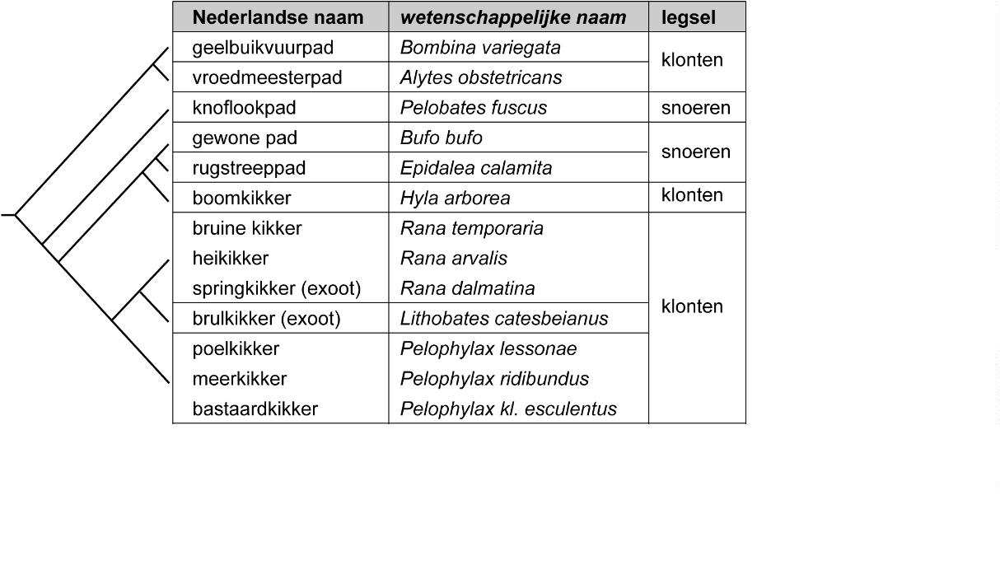 Nederlandse naam wetenschappelijke naam legsel
geelbuikvuurpad Bombina variegata
klonten
vroedmeesterpad Alytes obstetricans
knoflookpad Pelobates fuscus snoeren
gewone pad Bufo bufo
snoeren
rugstreeppad Epidalea calamita
boomkikker Hyla arborea klonten
bruine kikker Rana temporaria
heikikker Rana arvalis
springkikker (exoot) Rana dalmatina
klonten
brulkikker (exoot) Lithobates catesbeianus
poelkikker Pelophylax lessonae
meerkikker Pelophylax ridibundus
bastaardkikker Pelophylax kl. esculentus